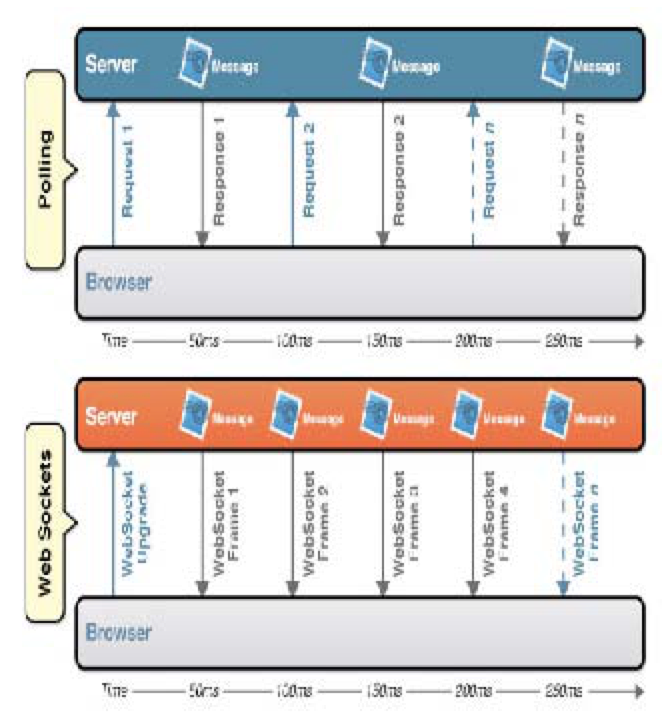 Polling
Server
Message
Message
Message
Request 1
Response 1
Request 2
Response 2
Request n
Response n
Browser
Time 50ms 100ms 150ms 200ms 250ms
Web Sockets
Server
Message
Message
Message
Message
Message
WebSocket
Upgrade
WebSocket
Frame 1
WebSocket
Frame 2
WebSocket
Frame 3
WebSocket
Frame 4
WebSocket
Frame n
Browser
Time 50ms 100ms 150ms 200ms 250ms